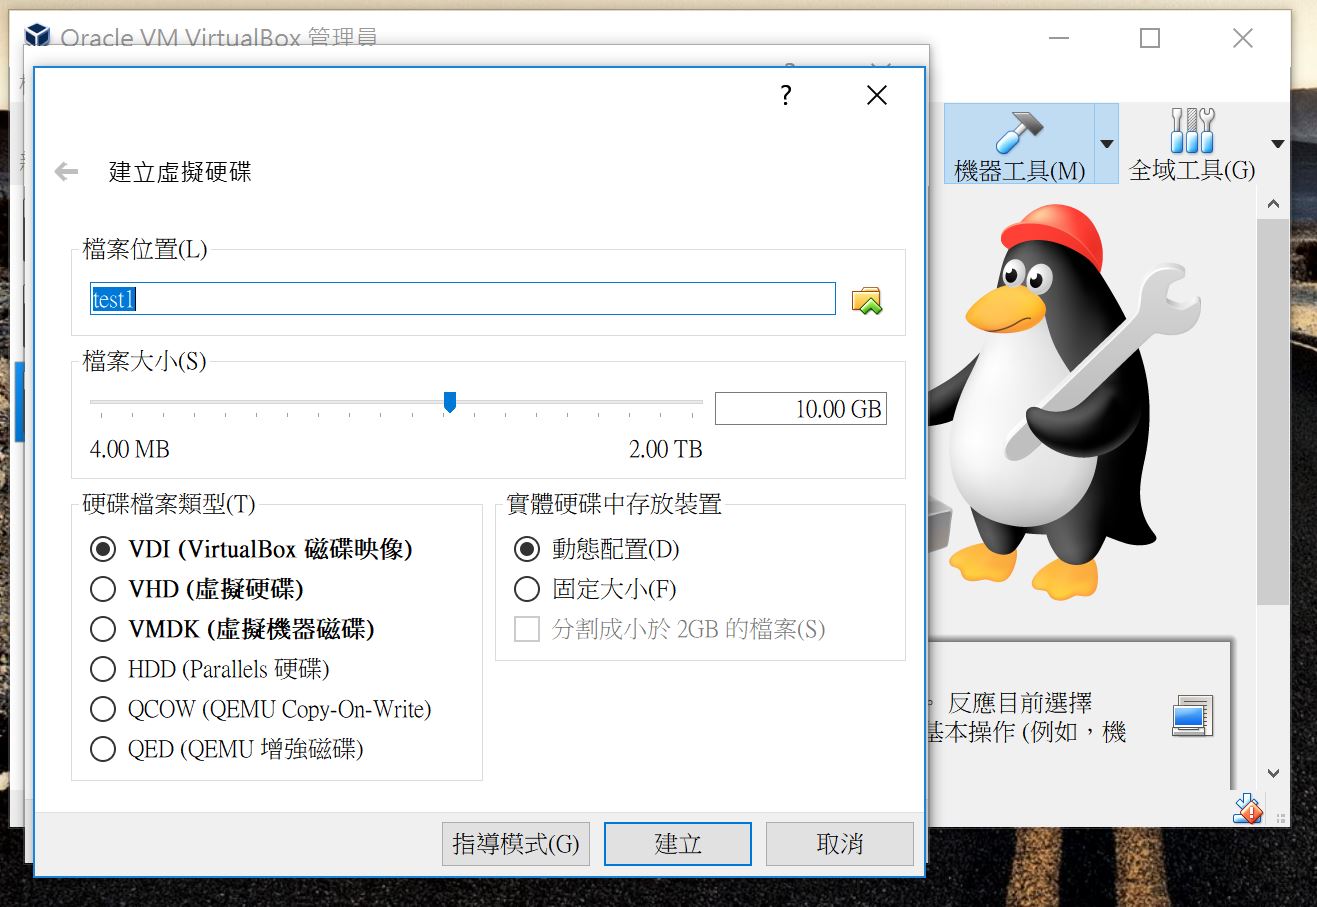 Oracle VM VirtualBox 管理員
?
機器工具(M)
全域工具(G)
建立虛擬硬碟
檔案位置(L)
test1
檔案大小(S)
10.00 GB
4.00 MB
2.00 TB
硬碟檔案類型(T)
VDI (VirtualBox 磁碟映像)
VHD (虛擬硬碟)
VMDK (虛擬機器磁碟)
HDD (Parallels 硬碟)
QCOW (QEMU Copy-On-Write)
QED (QEMU 增強磁碟)
實體硬碟中存放裝置
動態配置(D)
固定大小(F)
分割成小於 2GB 的檔案(S)
。反應目前選擇
基本操作 (例如，機
指導模式(G)
建立
取消